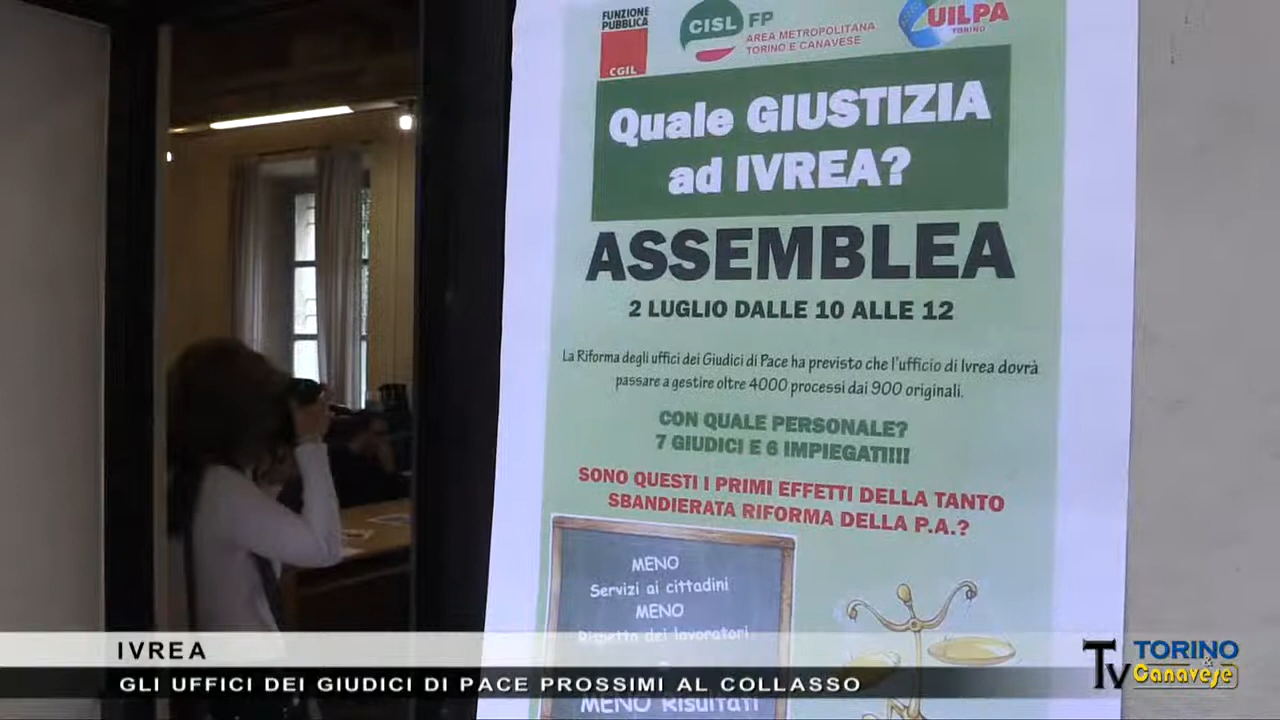 FUNZIONE
PUBBLICA
CGIL
CISL FP
AREA METROPOLITANA
TORINO E CANAVESE
UILPA
TORINO
Quale GIUSTIZIA
ad IVREA?
ASSEMBLEA
2 LUGLIO DALLE 10 ALLE 12
La Riforma degli uffici dei Giudici di Pace ha previsto che l'ufficio di Ivrea dovrà
passare a gestire oltre 4000 processi dai 900 originali.
CON QUALE PERSONALE?
7 GIUDICI E 6 IMPIEGATI!!!
SONO QUESTI I PRIMI EFFETTI DELLA TANTO
SBANDIERATA RIFORMA DELLA P.A.?
MENO
Servizi ai cittadini
MENO
Rispetto dei lavoratori
MENO Risultati
IVREA
GLI UFFICI DEI GIUDICI DI PACE PROSSIMI AL COLLASSO
TV TORINO
& Canavese